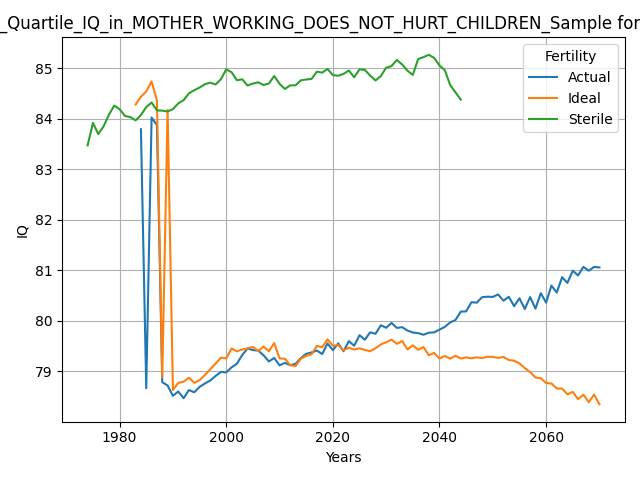 _Quartile_IQ_in_MOTHER_WORKING_DOES_NOT_HURT_CHILDREN_Sample for
Fertility
Actual
Ideal
Sterile
85
84
83
82
81
80
79
IQ
1980
2000
2020
2040
2060
Years